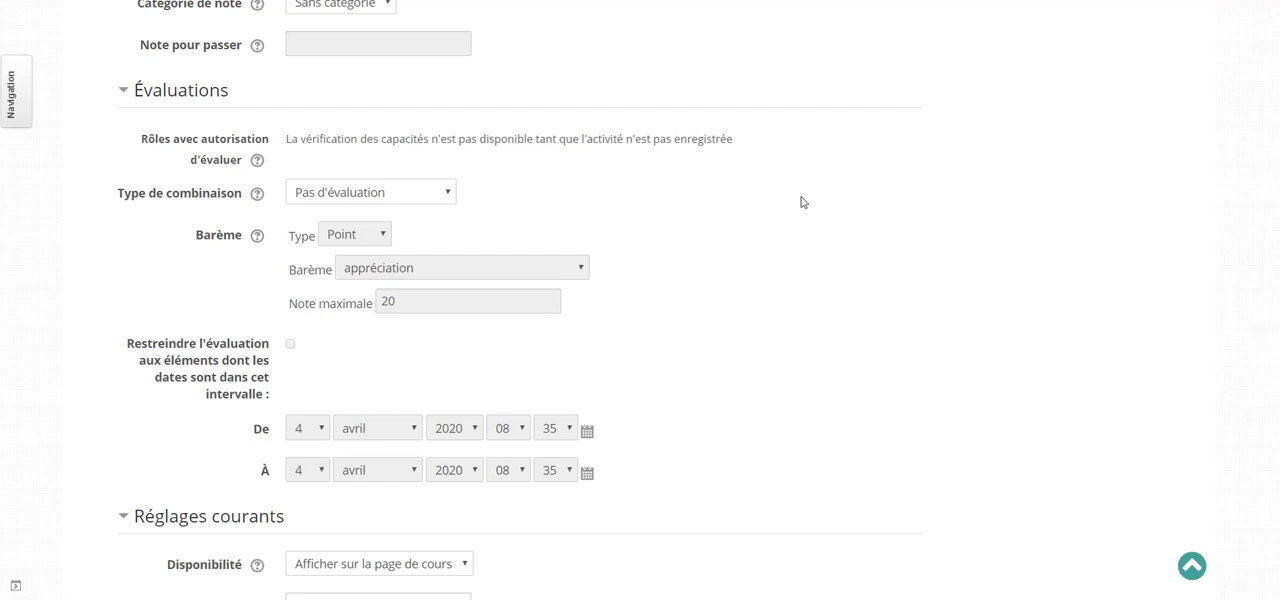 Catégorie de note Sans catégorie
Note pour passer
Navigation
Évaluations
Rôles avec autorisation
d'évaluer
La vérification des capacités n'est pas disponible tant que l'activité n'est pas enregistrée
Type de combinaison Pas d'évaluation
Barème Type Point
Barème appréciation
Note maximale 20
Restreindre l'évaluation
aux éléments dont les
dates sont dans cet
intervalle :
De 4 avril 2020 08 35
À 4 avril 2020 08 35
Réglages courants
Disponibilité Afficher sur la page de cours